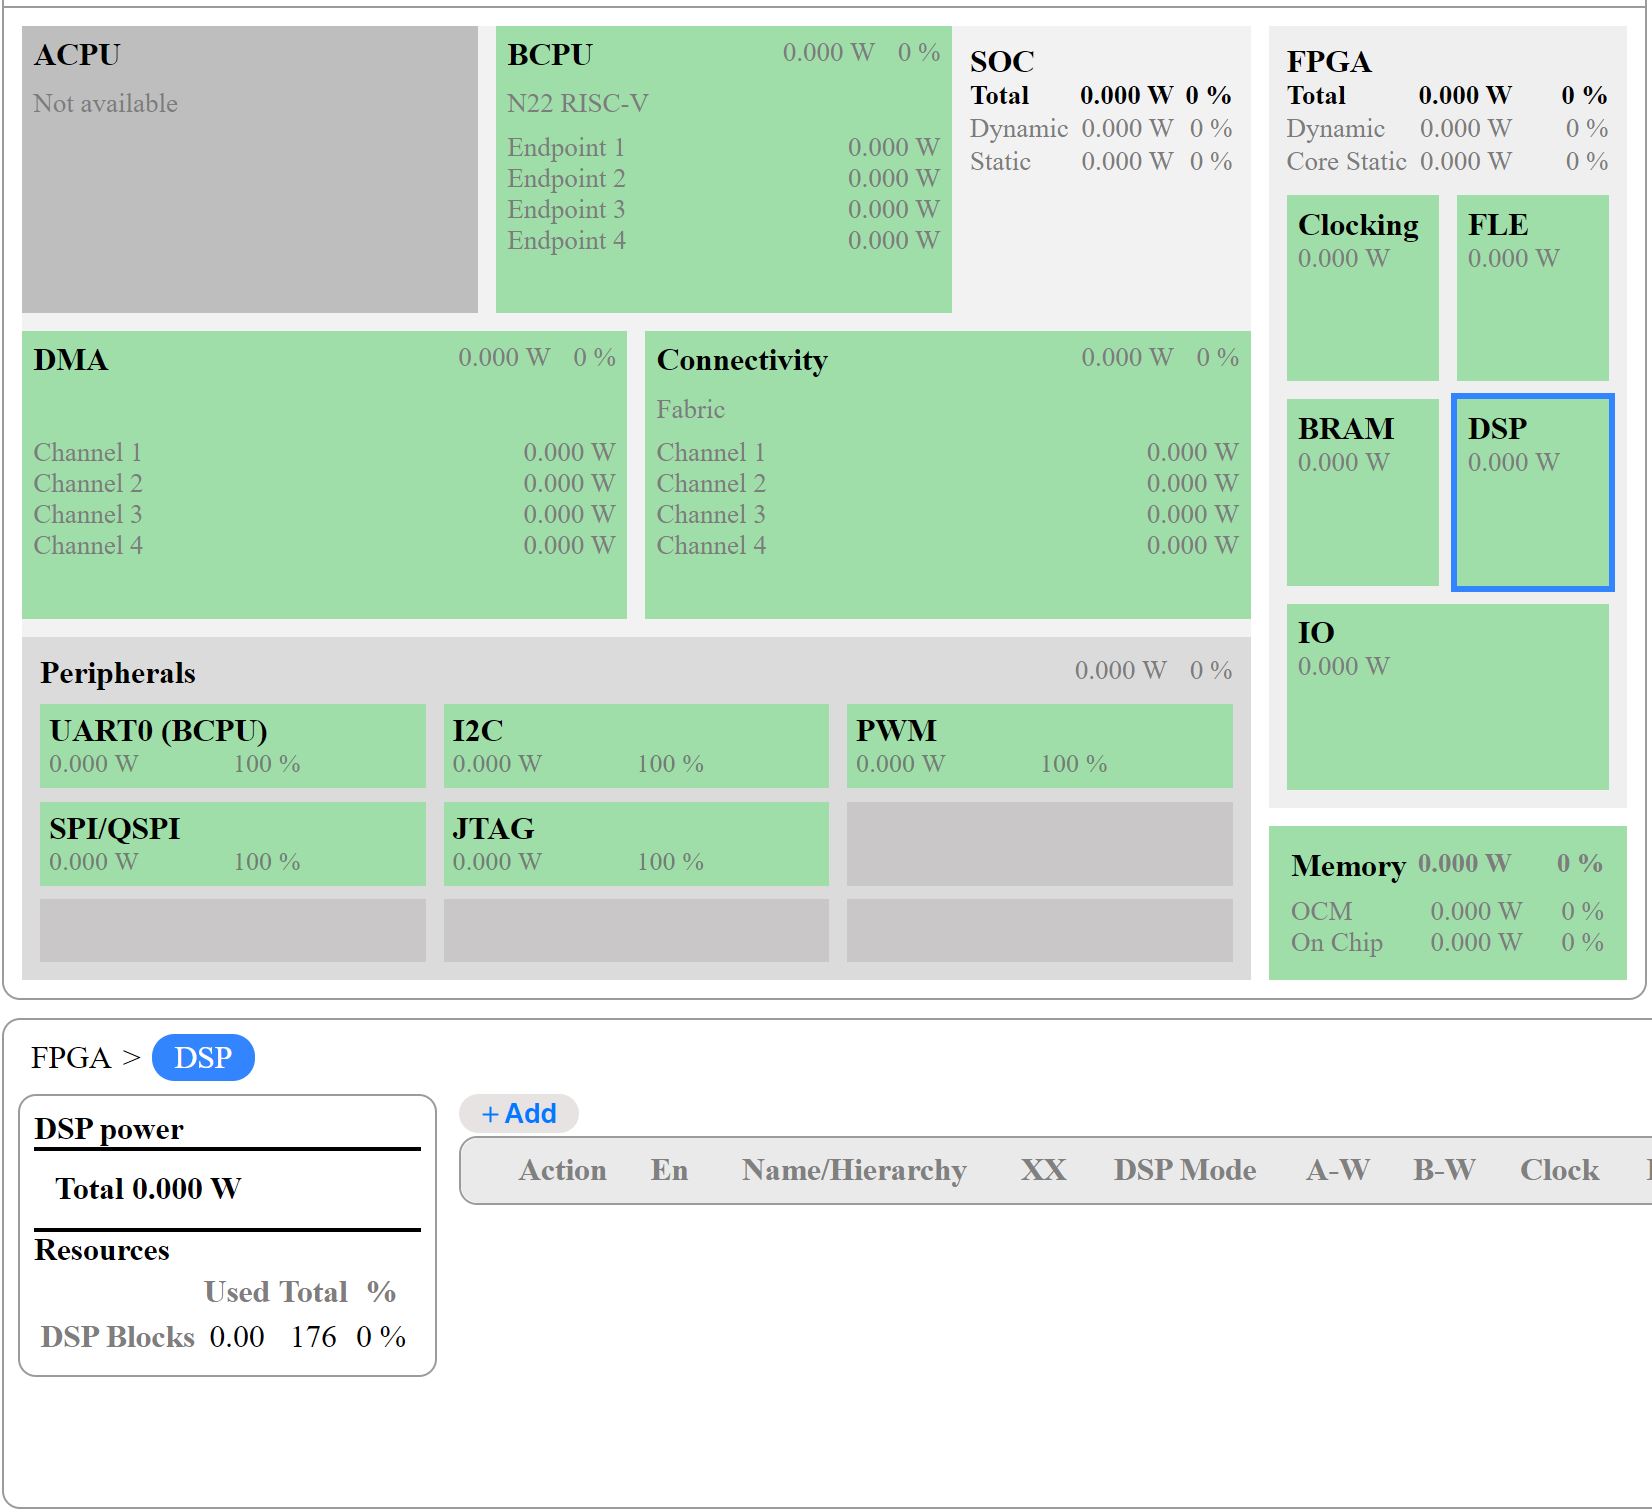 ACPU
Not available
BCPU 0.000 W 0 %
N22 RISC-V
Endpoint 1 0.000 W
Endpoint 2 0.000 W
Endpoint 3 0.000 W
Endpoint 4 0.000 W
SOC
Total 0.000 W 0 %
Dynamic 0.000 W 0 %
Static 0.000 W 0 %
DMA 0.000 W 0 %
Channel 1 0.000 W
Channel 2 0.000 W
Channel 3 0.000 W
Channel 4 0.000 W
Connectivity 0.000 W 0 %
Fabric
Channel 1 0.000 W
Channel 2 0.000 W
Channel 3 0.000 W
Channel 4 0.000 W
Peripherals 0.000 W 0 %
UART0 (BCPU)
0.000 W 100 %
I2C
0.000 W 100 %
PWM
0.000 W 100 %
SPI/QSPI
0.000 W 100 %
JTAG
0.000 W 100 %
FPGA
Total 0.000 W 0 %
Dynamic 0.000 W 0 %
Core Static 0.000 W 0 %
Clocking
0.000 W
FLE
0.000 W
BRAM
0.000 W
DSP
0.000 W
IO
0.000 W
Memory 0.000 W 0 %
OCM 0.000 W 0 %
On Chip 0.000 W 0 %
FPGA > DSP
DSP power
Total 0.000 W
Resources
Used Total %
DSP Blocks 0.00 176 0 %
+ Add
Action En Name/Hierarchy XX DSP Mode A-W B-W Clock